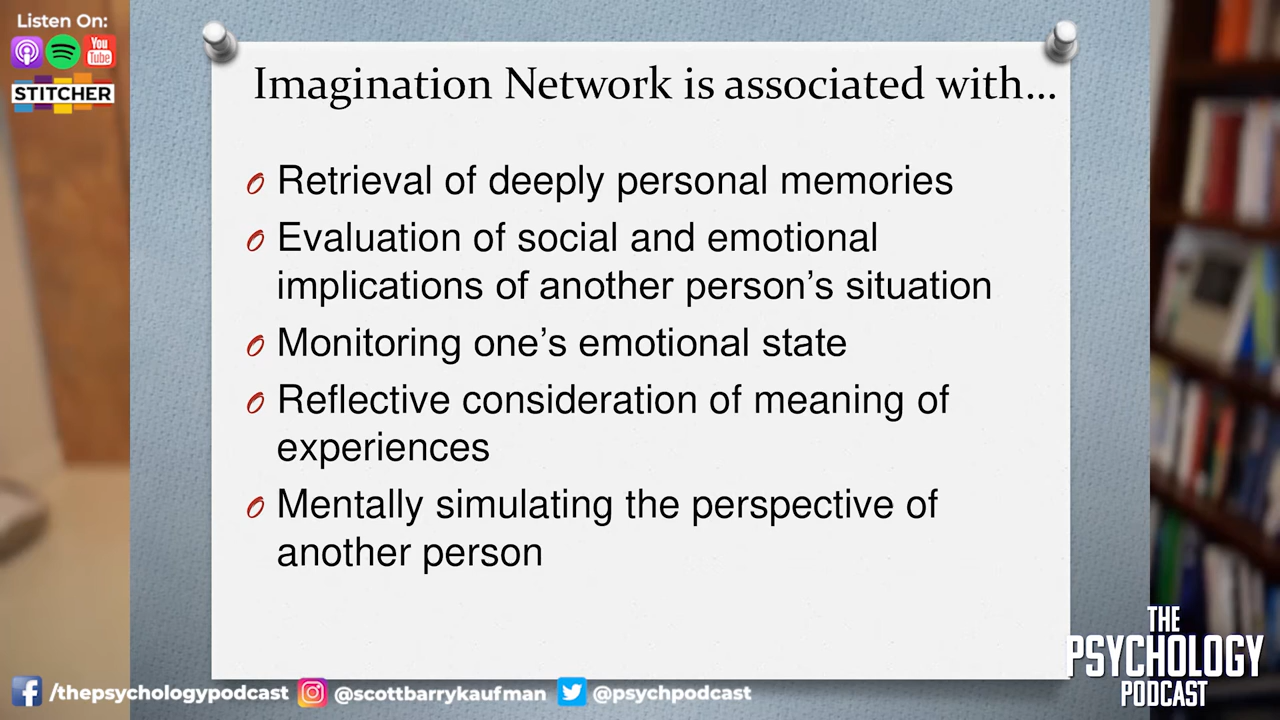 Listen On:
You
Tube
STITCHER
Imagination Network is associated with...
Retrieval of deeply personal memories
Evaluation of social and emotional
implications of another person’s situation
Monitoring one’s emotional state
Reflective consideration of meaning of
experiences
Mentally simulating the perspective of
another person
THE
PSYCHOLOGY
PODCAST
/thepsychologypodcast @scottbarrykaufman @psychpodcast